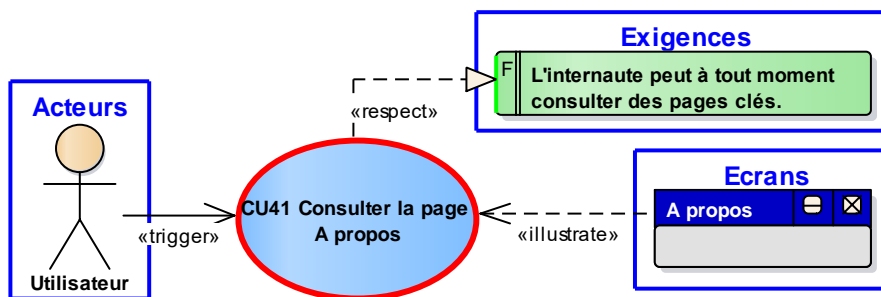 Exigences
F
L'internaute peut à tout moment
consulter des pages clés.
«respect»
Acteurs
Utilisateur
«trigger»
CU41 Consulter la page
A propos
Ecrans
A propos
«illustrate»